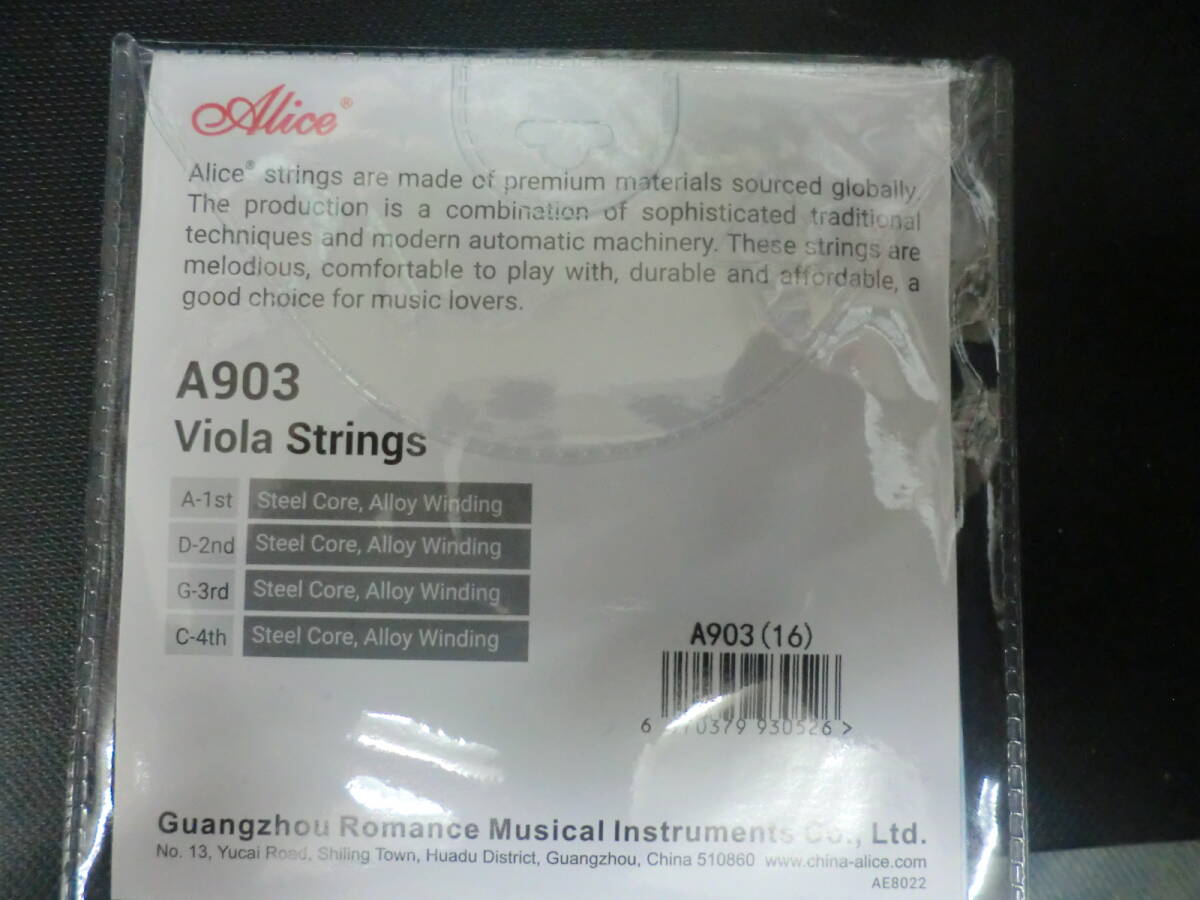 Alice®
Alice® strings are made of premium materials sourced globally.
The production is a combination of sophisticated traditional
techniques and modern automatic machinery. These strings are
melodious, comfortable to play with, durable and affordable, a
good choice for music lovers.
A903
Viola Strings
A-1st Steel Core, Alloy Winding
D-2nd Steel Core, Alloy Winding
G-3rd Steel Core, Alloy Winding
C-4th Steel Core, Alloy Winding
A903(16)
6 930526 >
Guangzhou Romance Musical Instruments Co., Ltd.
No. 13, Yucai Road, Shiling Town, Huadu District, Guangzhou, China 510860 www.china-alice.com
AE8022